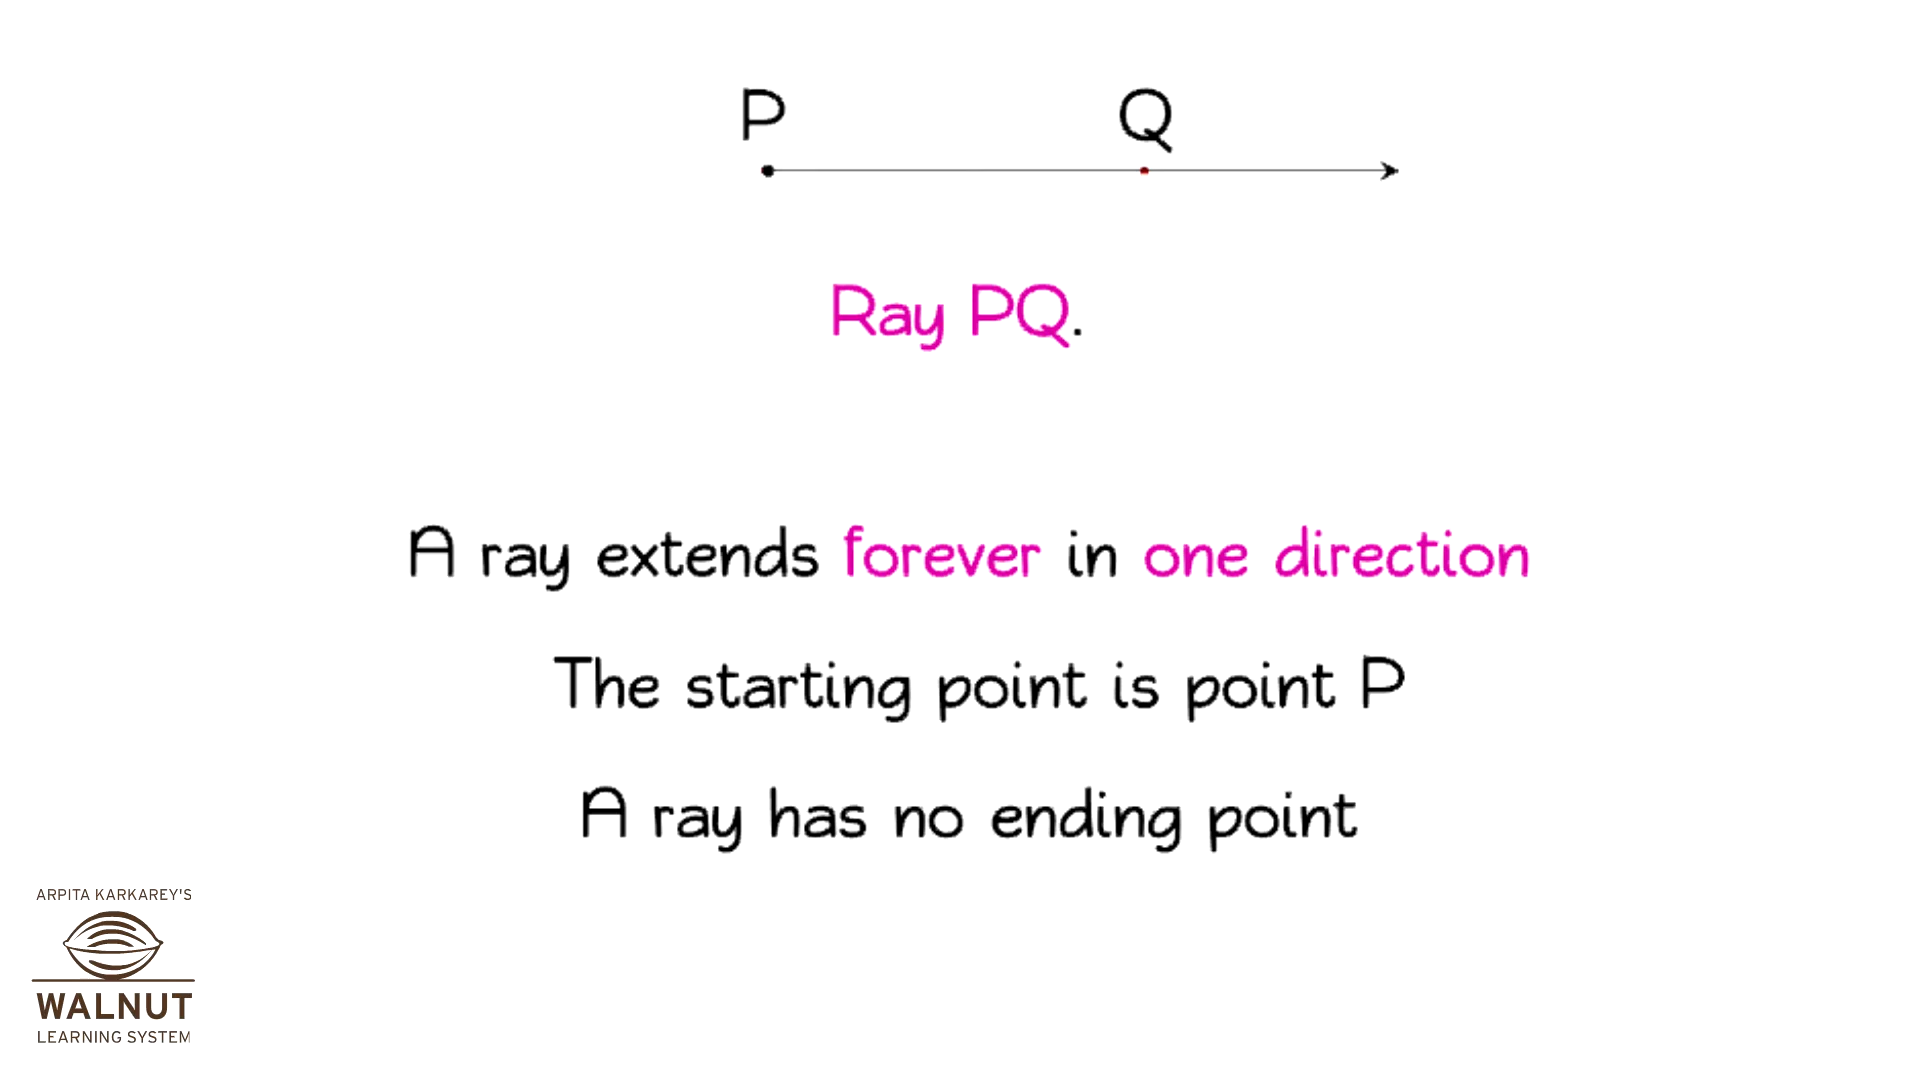 P Q
Ray PQ.
A ray extends forever in one direction
The starting point is point P
A ray has no ending point
ARPITA KARKAREY'S
WALNUT
LEARNING SYSTEM